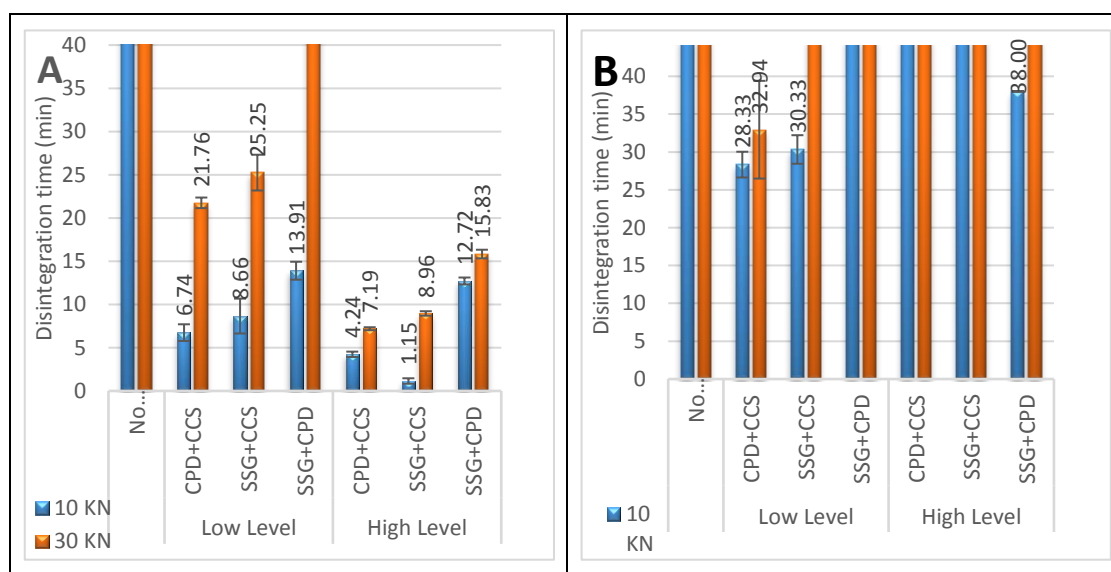 A
Disintegration time (min)
40
35
30
25
20
15
10
5
0
21.76
25.25
6.74
8.66
13.91
4.24
7.19
1.15
8.96
12.72
15.83
No...
CPD+CCS
SSG+CCS
SSG+CPD
CPD+CCS
SSG+CCS
SSG+CPD
Low Level
High Level
10 KN
30 KN
B
Disintegration time (min)
40
35
30
25
20
15
10
5
0
28.33
32.94
30.33
38.00
No...
CPD+CCS
SSG+CCS
SSG+CPD
CPD+CCS
SSG+CCS
SSG+CPD
Low Level
High Level
10
KN